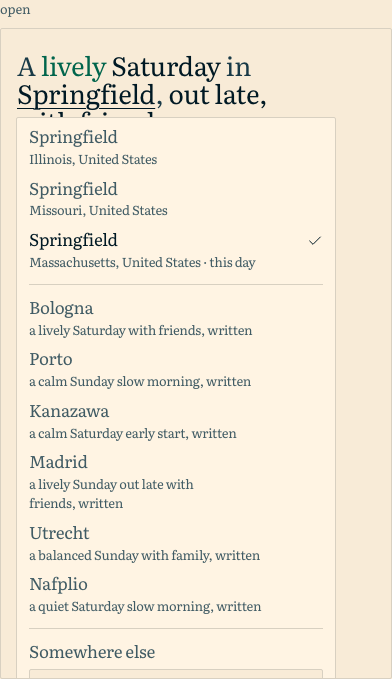 open
A lively Saturday in
Springfield, out late,
with friend
Springfield
Illinois, United States
Springfield
Missouri, United States
Springfield
Massachusetts, United States · this day
Bologna
a lively Saturday with friends, written
Porto
a calm Sunday slow morning, written
Kanazawa
a calm Saturday early start, written
Madrid
a lively Sunday out late with
friends, written
Utrecht
a balanced Sunday with family, written
Nafplio
a quiet Saturday slow morning, written
Somewhere else